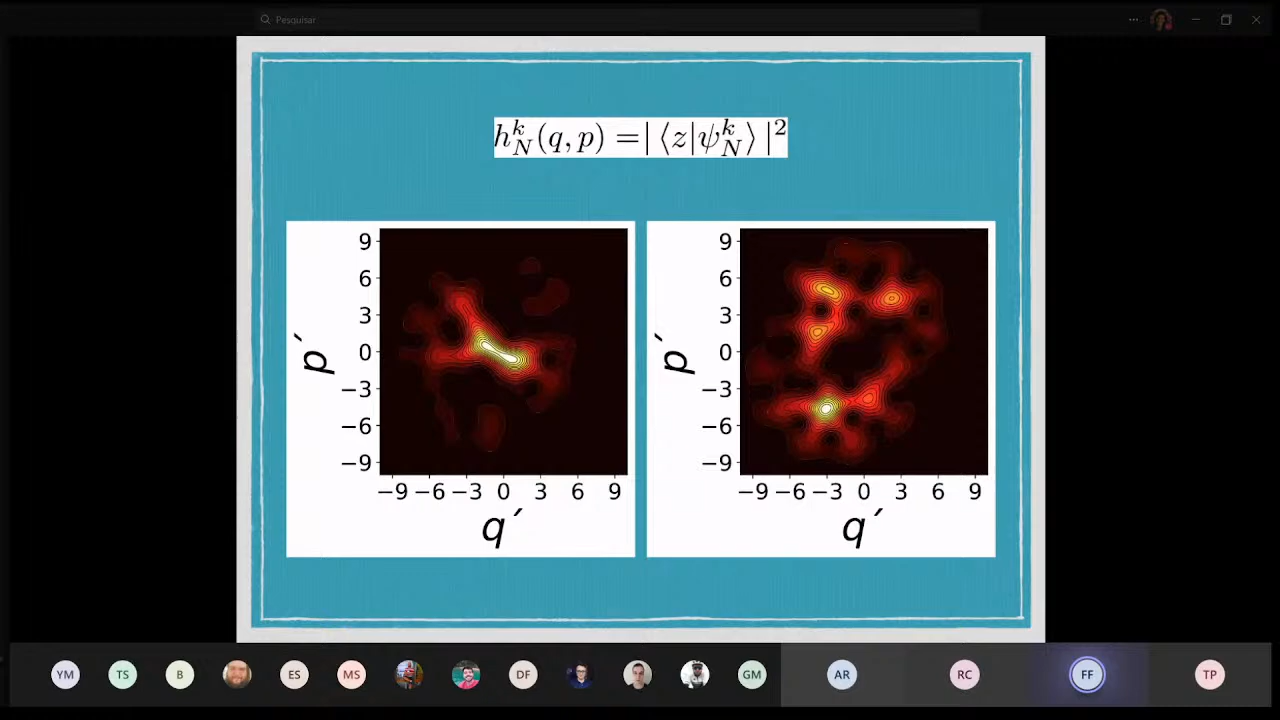 Pesquisar
h_N^k(q, p) =| ⟨z|ψ_N^k⟩ |^2
9
6
3
0
−3
−6
−9
p´
−9 −6 −3 0 3 6 9
q´
9
6
3
0
−3
−6
−9
p´
−9 −6 −3 0 3 6 9
q´
YM TS B ES MS DF GM AR RC FF TP